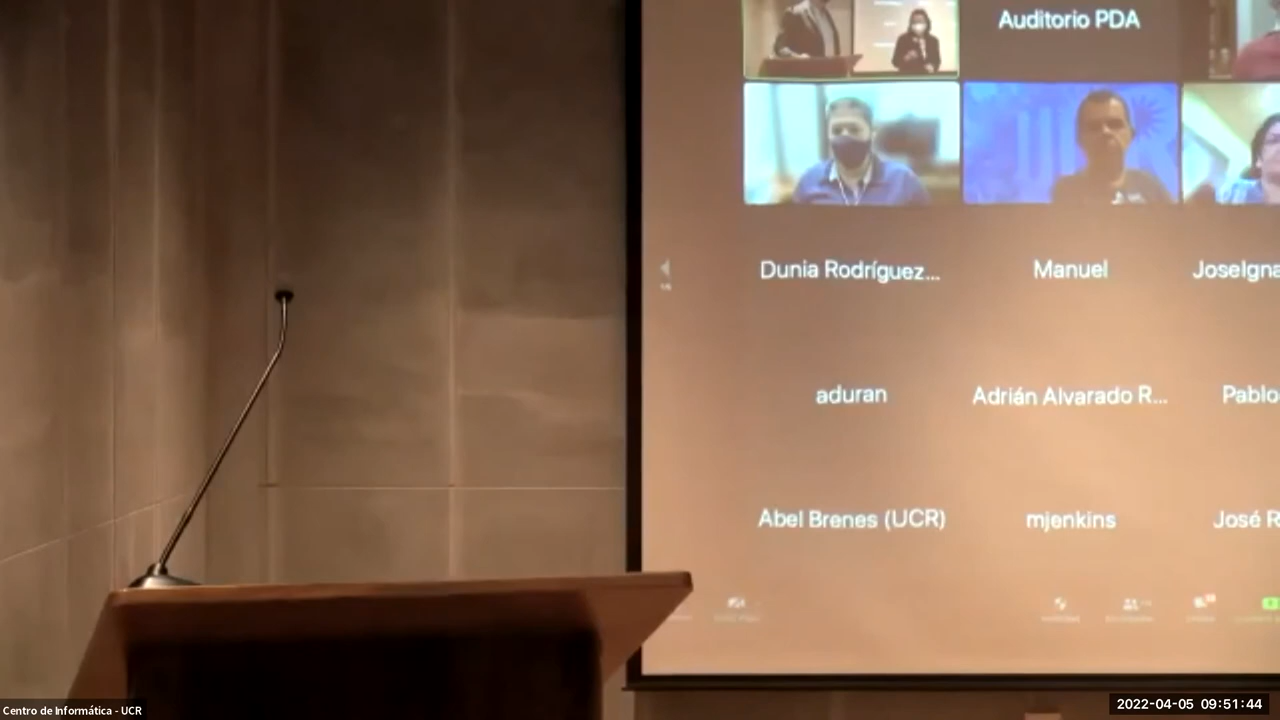 Auditorio PDA
Dunia Rodríguez...
Manuel
JoseIgna
aduran
Adrián Alvarado R...
Pablo
Abel Brenes (UCR)
mjenkins
José R
Centro de Informática - UCR
2022-04-05 09:51:44